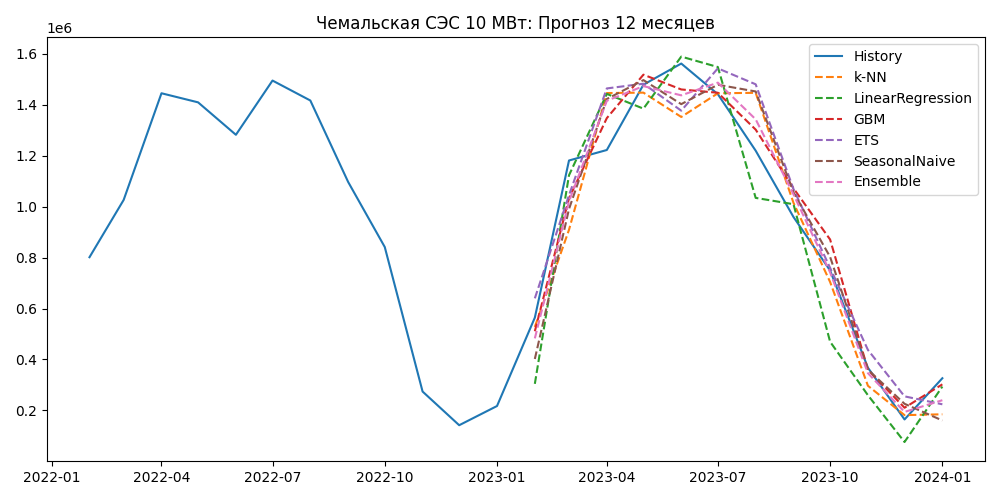 Чемальская СЭС 10 МВт: Прогноз 12 месяцев
1e6
1.6
1.4
1.2
1.0
0.8
0.6
0.4
0.2
2022-01 2022-04 2022-07 2022-10 2023-01 2023-04 2023-07 2023-10 2024-01
History
k-NN
LinearRegression
GBM
ETS
SeasonalNaive
Ensemble